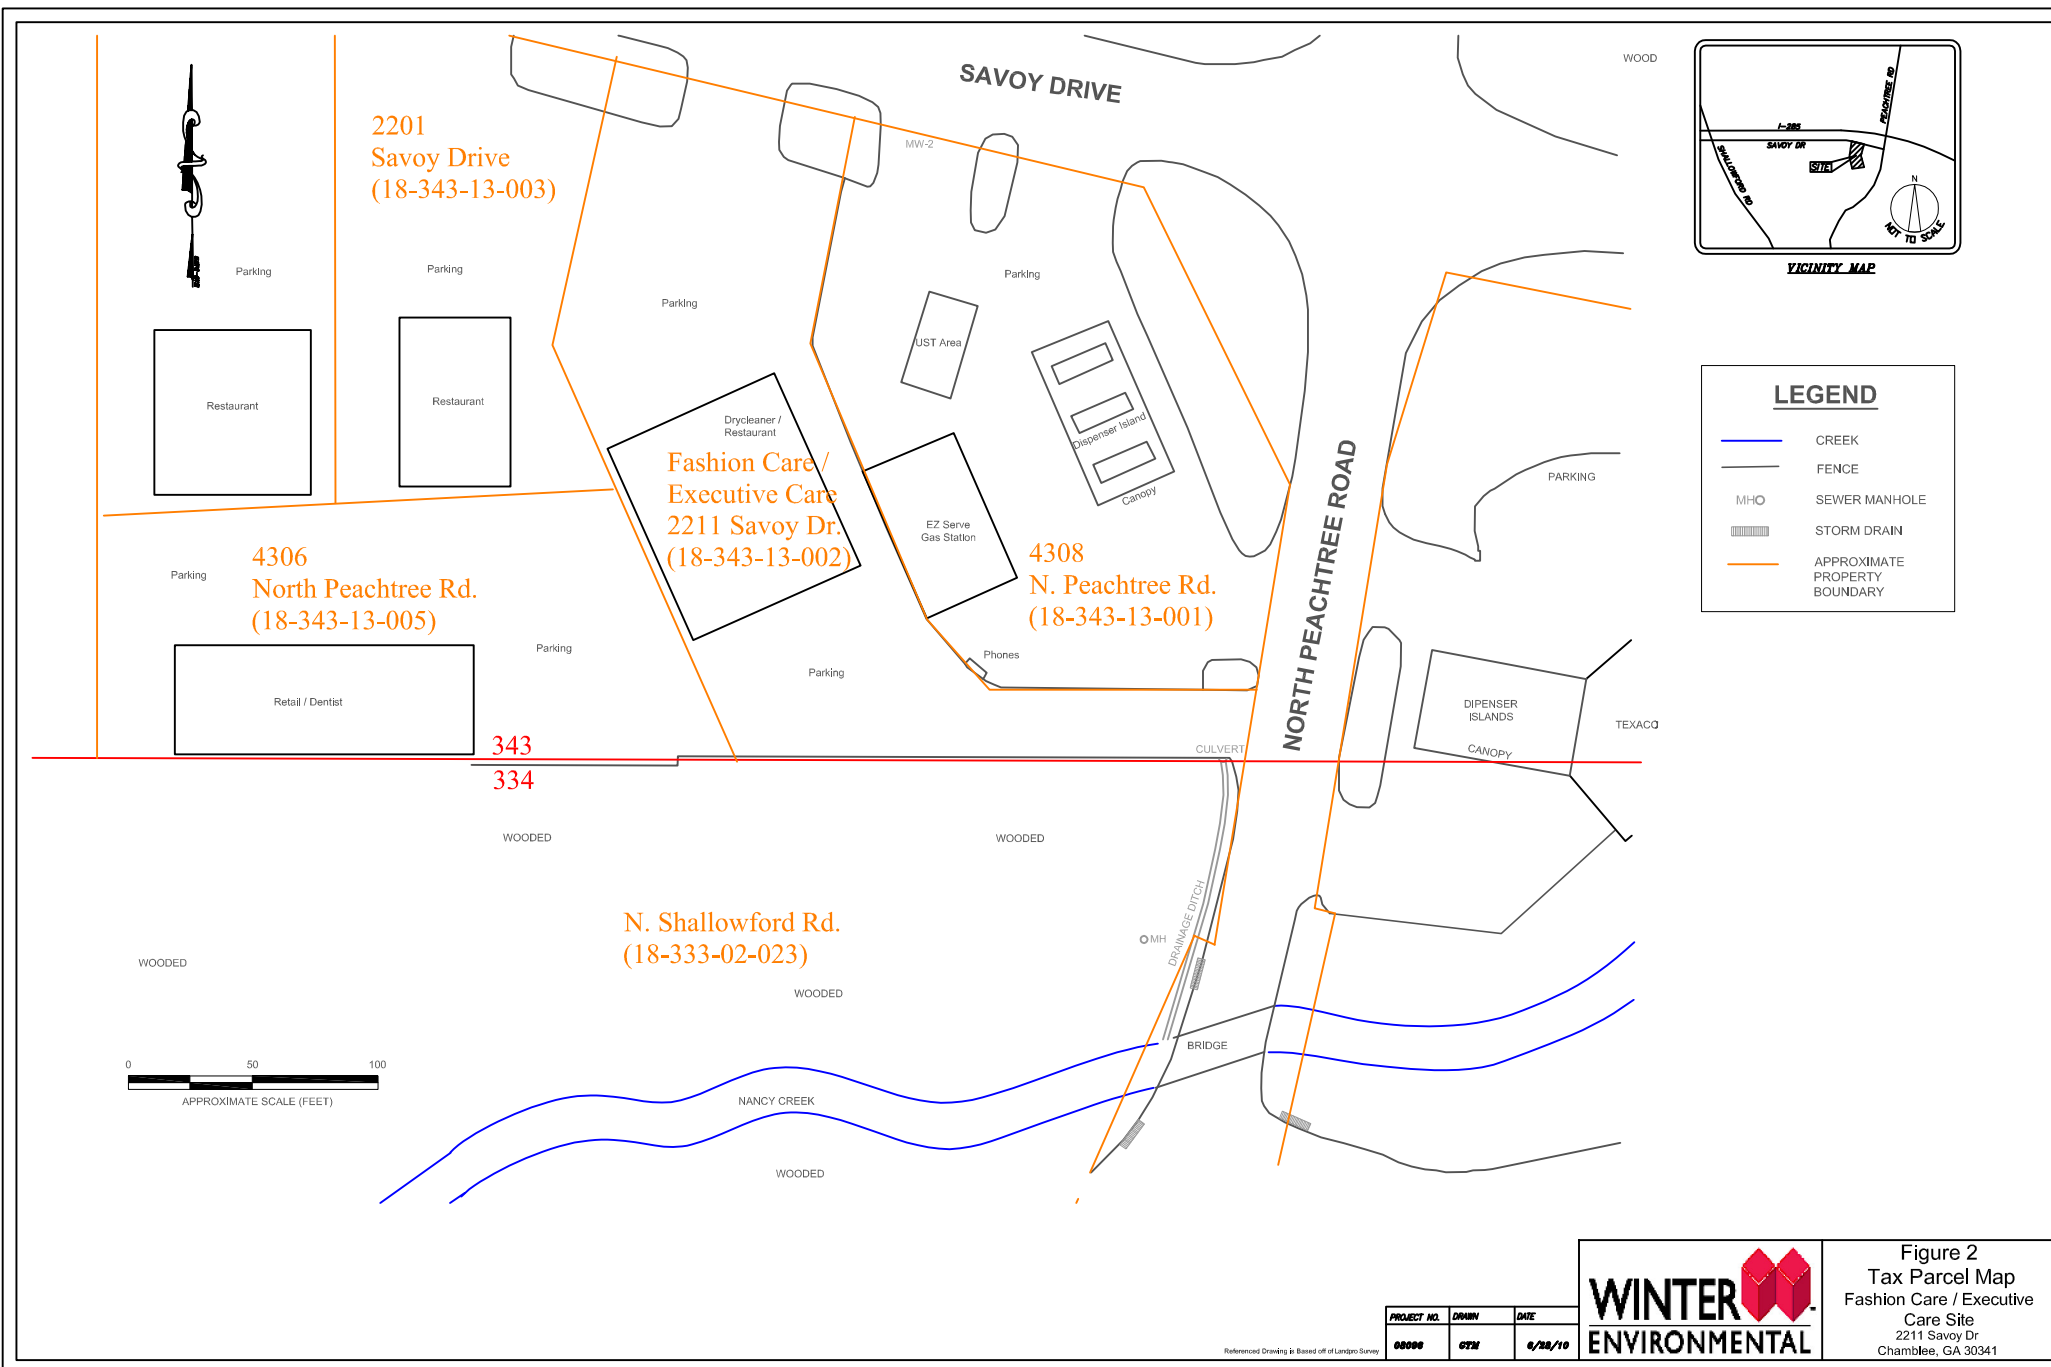 SAVOY DRIVE
WOOD
2201
Savoy Drive
(18-343-13-003)
MW-2
Parking
Parking
Parking
Parking
Restaurant
Restaurant
UST Area
Dispenser Island
Canopy
Drycleaner /
Restaurant
Fashion Care /
Executive Care
2211 Savoy Dr.
(18-343-13-002)
EZ Serve
Gas Station
4308
N. Peachtree Rd.
(18-343-13-001)
NORTH PEACHTREE ROAD
PARKING
4306
North Peachtree Rd.
(18-343-13-005)
Parking
Parking
Parking
Phones
Retail / Dentist
DIPENSER
ISLANDS
CANOPY
TEXACO
343
334
CULVERT
WOODED
WOODED
N. Shallowford Rd.
(18-333-02-023)
MH
DRAINAGE DITCH
WOODED
WOODED
BRIDGE
NANCY CREEK
WOODED
0 50 100
APPROXIMATE SCALE (FEET)
I-285
SAVOY DR
SITE
PEACHTREE RD
SHALLOWFORD RD
N
NOT TO SCALE
VICINITY MAP
LEGEND
CREEK
FENCE
MH
SEWER MANHOLE
STORM DRAIN
APPROXIMATE
PROPERTY
BOUNDARY
Referenced Drawing is Based off of Landpro Survey
PROJECT NO. DRAWN DATE
GTM 6/28/10
WINTER
ENVIRONMENTAL
Figure 2
Tax Parcel Map
Fashion Care / Executive
Care Site
2211 Savoy Dr
Chamblee, GA 30341